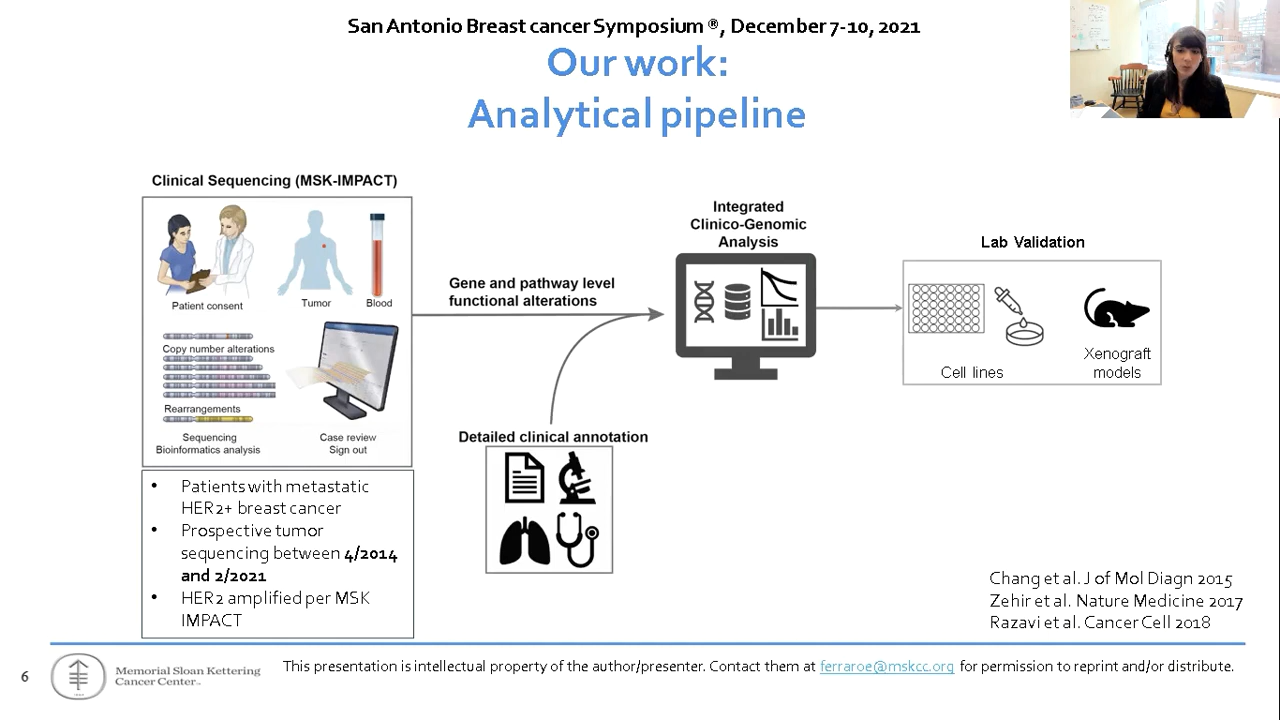 San Antonio Breast cancer Symposium ®, December 7-10, 2021
Our work:
Analytical pipeline
Clinical Sequencing (MSK-IMPACT)
Patient consent
Tumor
Blood
Copy number alterations
Rearrangements
Sequencing
Bioinformatics analysis
Case review
Sign out
Gene and pathway level
functional alterations
Detailed clinical annotation
Integrated
Clinico-Genomic
Analysis
Lab Validation
Cell lines
Xenograft
models
• Patients with metastatic
HER2+ breast cancer
• Prospective tumor
sequencing between 4/2014
and 2/2021
• HER2 amplified per MSK
IMPACT
Chang et al. J of Mol Diagn 2015
Zehir et al. Nature Medicine 2017
Razavi et al. Cancer Cell 2018
6
Memorial Sloan Kettering
Cancer Center
This presentation is intellectual property of the author/presenter. Contact them at ferraroe@mskcc.org for permission to reprint and/or distribute.